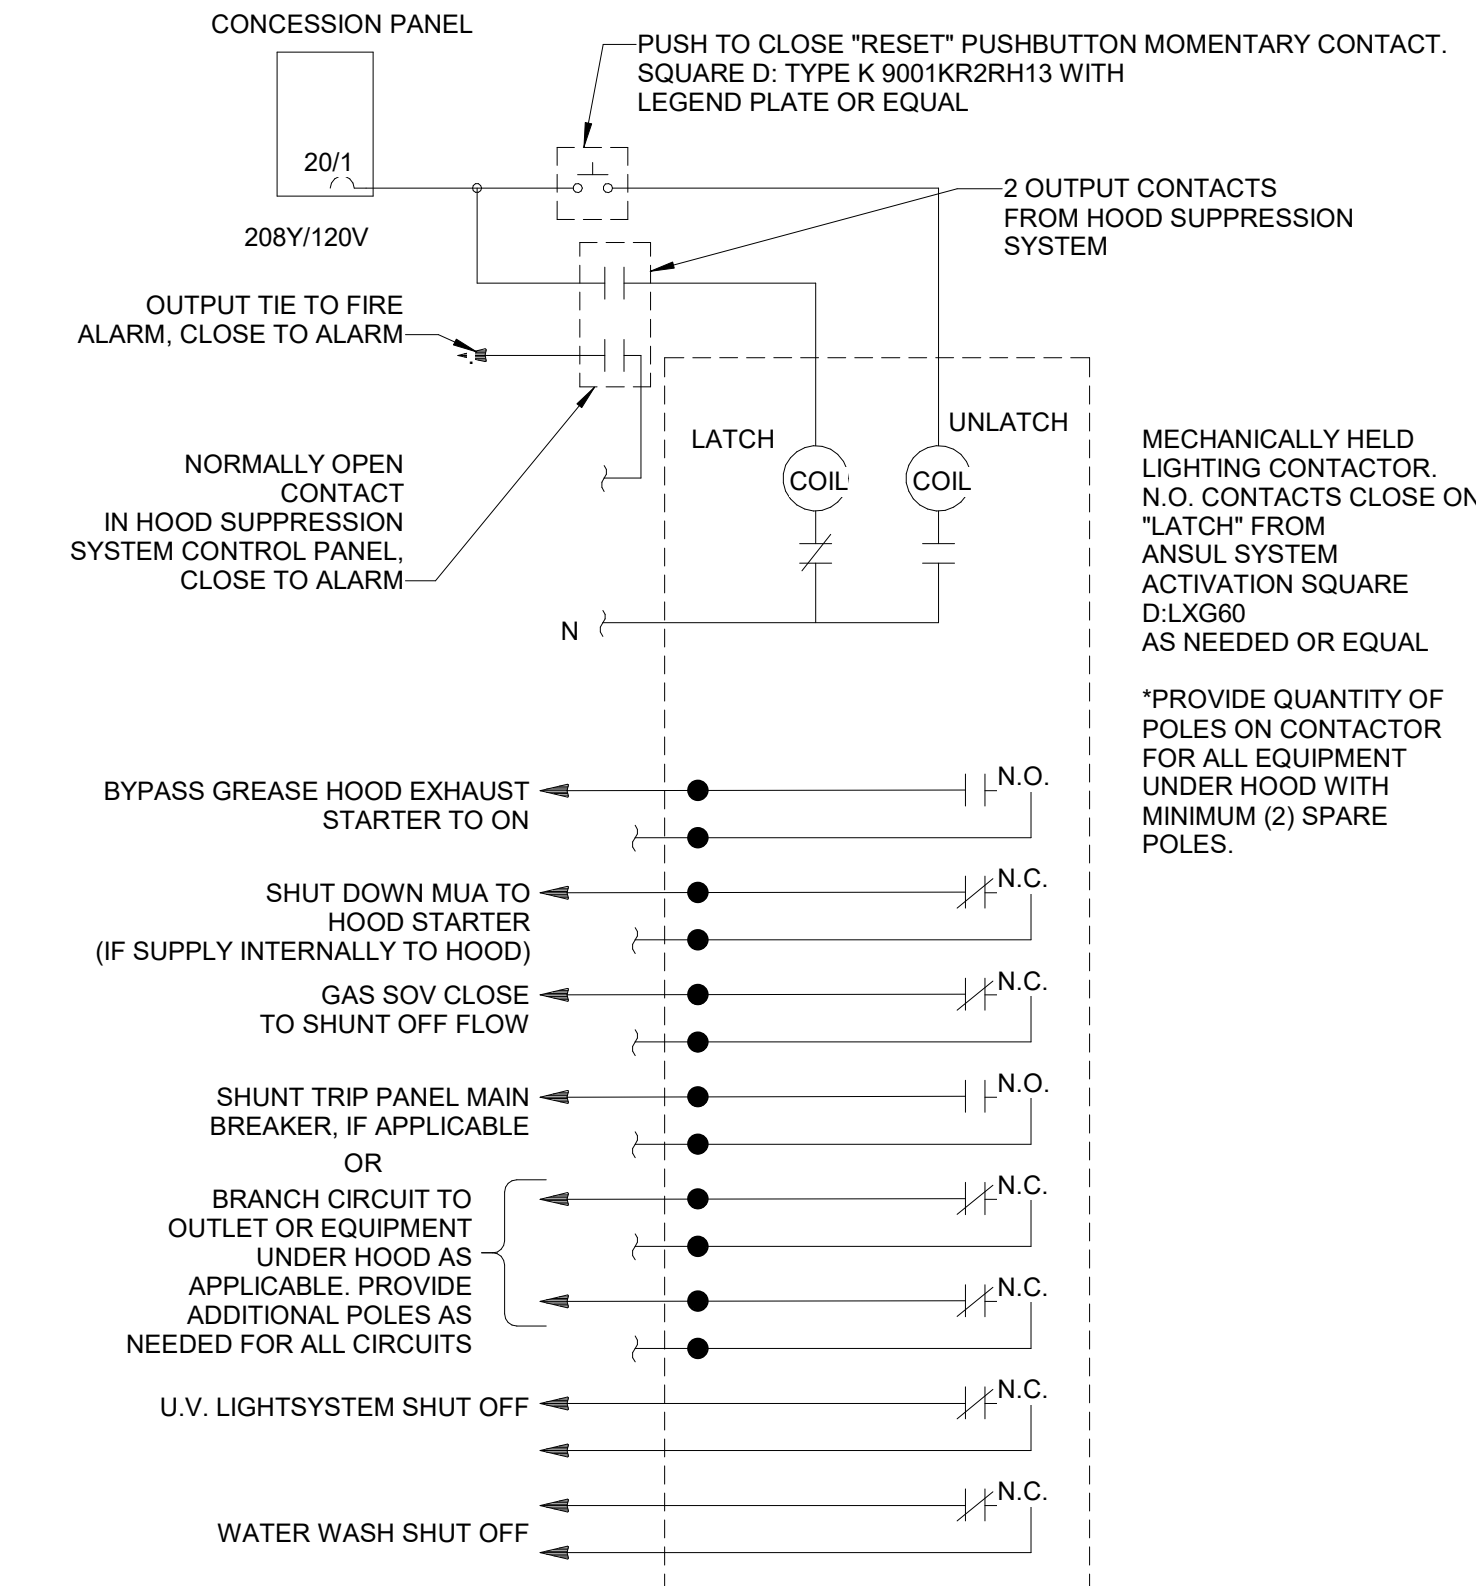 CONCESSION PANEL
PUSH TO CLOSE "RESET" PUSHBUTTON MOMENTARY CONTACT.
SQUARE D: TYPE K 9001KR2RH13 WITH
LEGEND PLATE OR EQUAL
20/1
208Y/120V
2 OUTPUT CONTACTS
FROM HOOD SUPPRESSION
SYSTEM
OUTPUT TIE TO FIRE
ALARM, CLOSE TO ALARM
NORMALLY OPEN
CONTACT
IN HOOD SUPPRESSION
SYSTEM CONTROL PANEL,
CLOSE TO ALARM
LATCH
UNLATCH
COIL
COIL
N
MECHANICALLY HELD
LIGHTING CONTACTOR.
N.O. CONTACTS CLOSE ON
"LATCH" FROM
ANSUL SYSTEM
ACTIVATION SQUARE
D:LXG60
AS NEEDED OR EQUAL
*PROVIDE QUANTITY OF
POLES ON CONTACTOR
FOR ALL EQUIPMENT
UNDER HOOD WITH
MINIMUM (2) SPARE
POLES.
BYPASS GREASE HOOD EXHAUST
STARTER TO ON
N.O.
SHUT DOWN MUA TO
HOOD STARTER
(IF SUPPLY INTERNALLY TO HOOD)
N.C.
GAS SOV CLOSE
TO SHUNT OFF FLOW
N.C.
SHUNT TRIP PANEL MAIN
BREAKER, IF APPLICABLE
N.O.
OR
BRANCH CIRCUIT TO
OUTLET OR EQUIPMENT
UNDER HOOD AS
APPLICABLE. PROVIDE
ADDITIONAL POLES AS
NEEDED FOR ALL CIRCUITS
N.C.
N.C.
U.V. LIGHTSYSTEM SHUT OFF
N.C.
WATER WASH SHUT OFF
N.C.